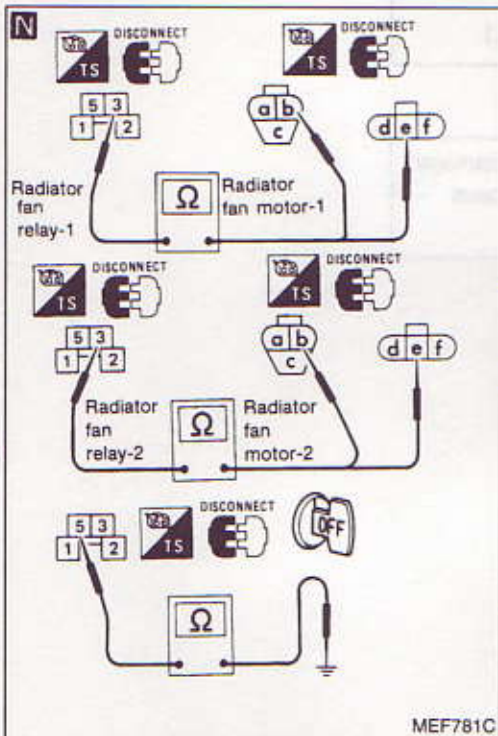 N
DISCONNECT
DISCONNECT
TS
TS
5 3
1 2
a b
c
d e f
Radiator
fan
relay-1
Ω
Radiator
fan motor-1
DISCONNECT
DISCONNECT
TS
TS
5 3
1 2
a b
c
d e f
Radiator
fan
relay-2
Ω
Radiator
fan
motor-2
5 3
1 2
TS
DISCONNECT
OFF
Ω
MEF781C